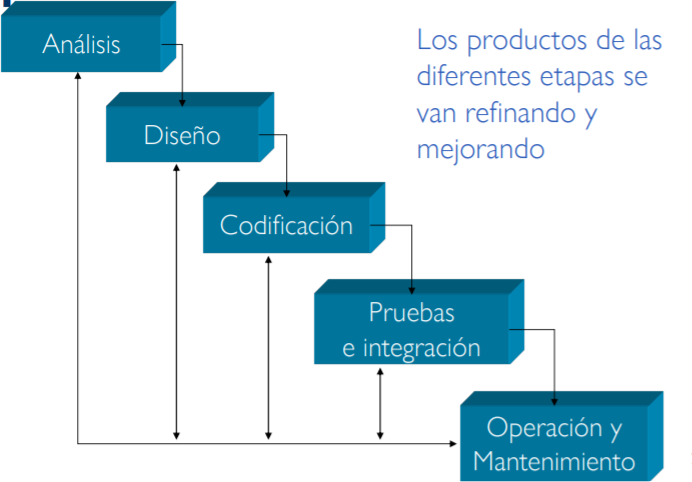 Análisis
Los productos de las
diferentes etapas se
van refinando y
mejorando
Diseño
Codificación
Pruebas
e integración
Operación y
Mantenimiento